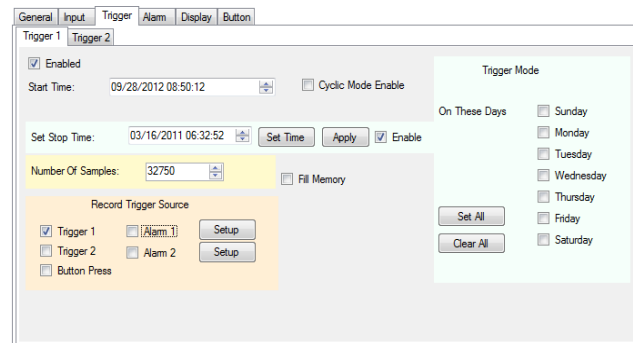 General Input Trigger Alarm Display Button
Trigger 1 Trigger 2
Enabled
Start Time: 09/28/2012 08:50:12 Cyclic Mode Enable
Set Stop Time: 03/16/2011 06:32:52 Set Time Apply Enable
Number Of Samples: 32750
Fill Memory
Record Trigger Source
Trigger 1 Alarm 1 Setup
Trigger 2 Alarm 2 Setup
Button Press
Trigger Mode
On These Days Sunday
Monday
Tuesday
Wednesday
Thursday
Set All Friday
Clear All Saturday